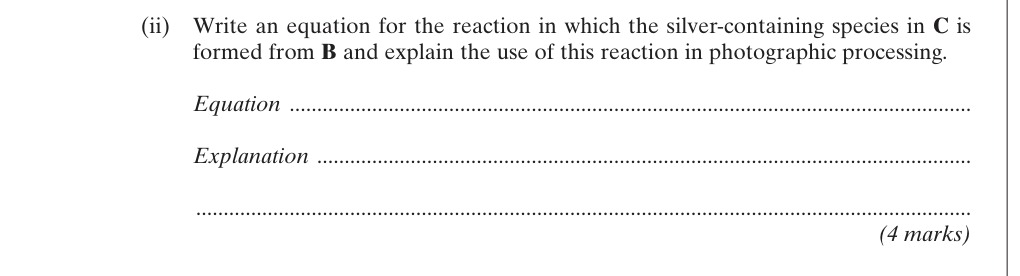 (ii) Write an equation for the reaction in which the silver-containing species in C is
formed from B and explain the use of this reaction in photographic processing.
Equation ..............................................................................................................................
Explanation .........................................................................................................................
...............................................................................................................................................
(4 marks)